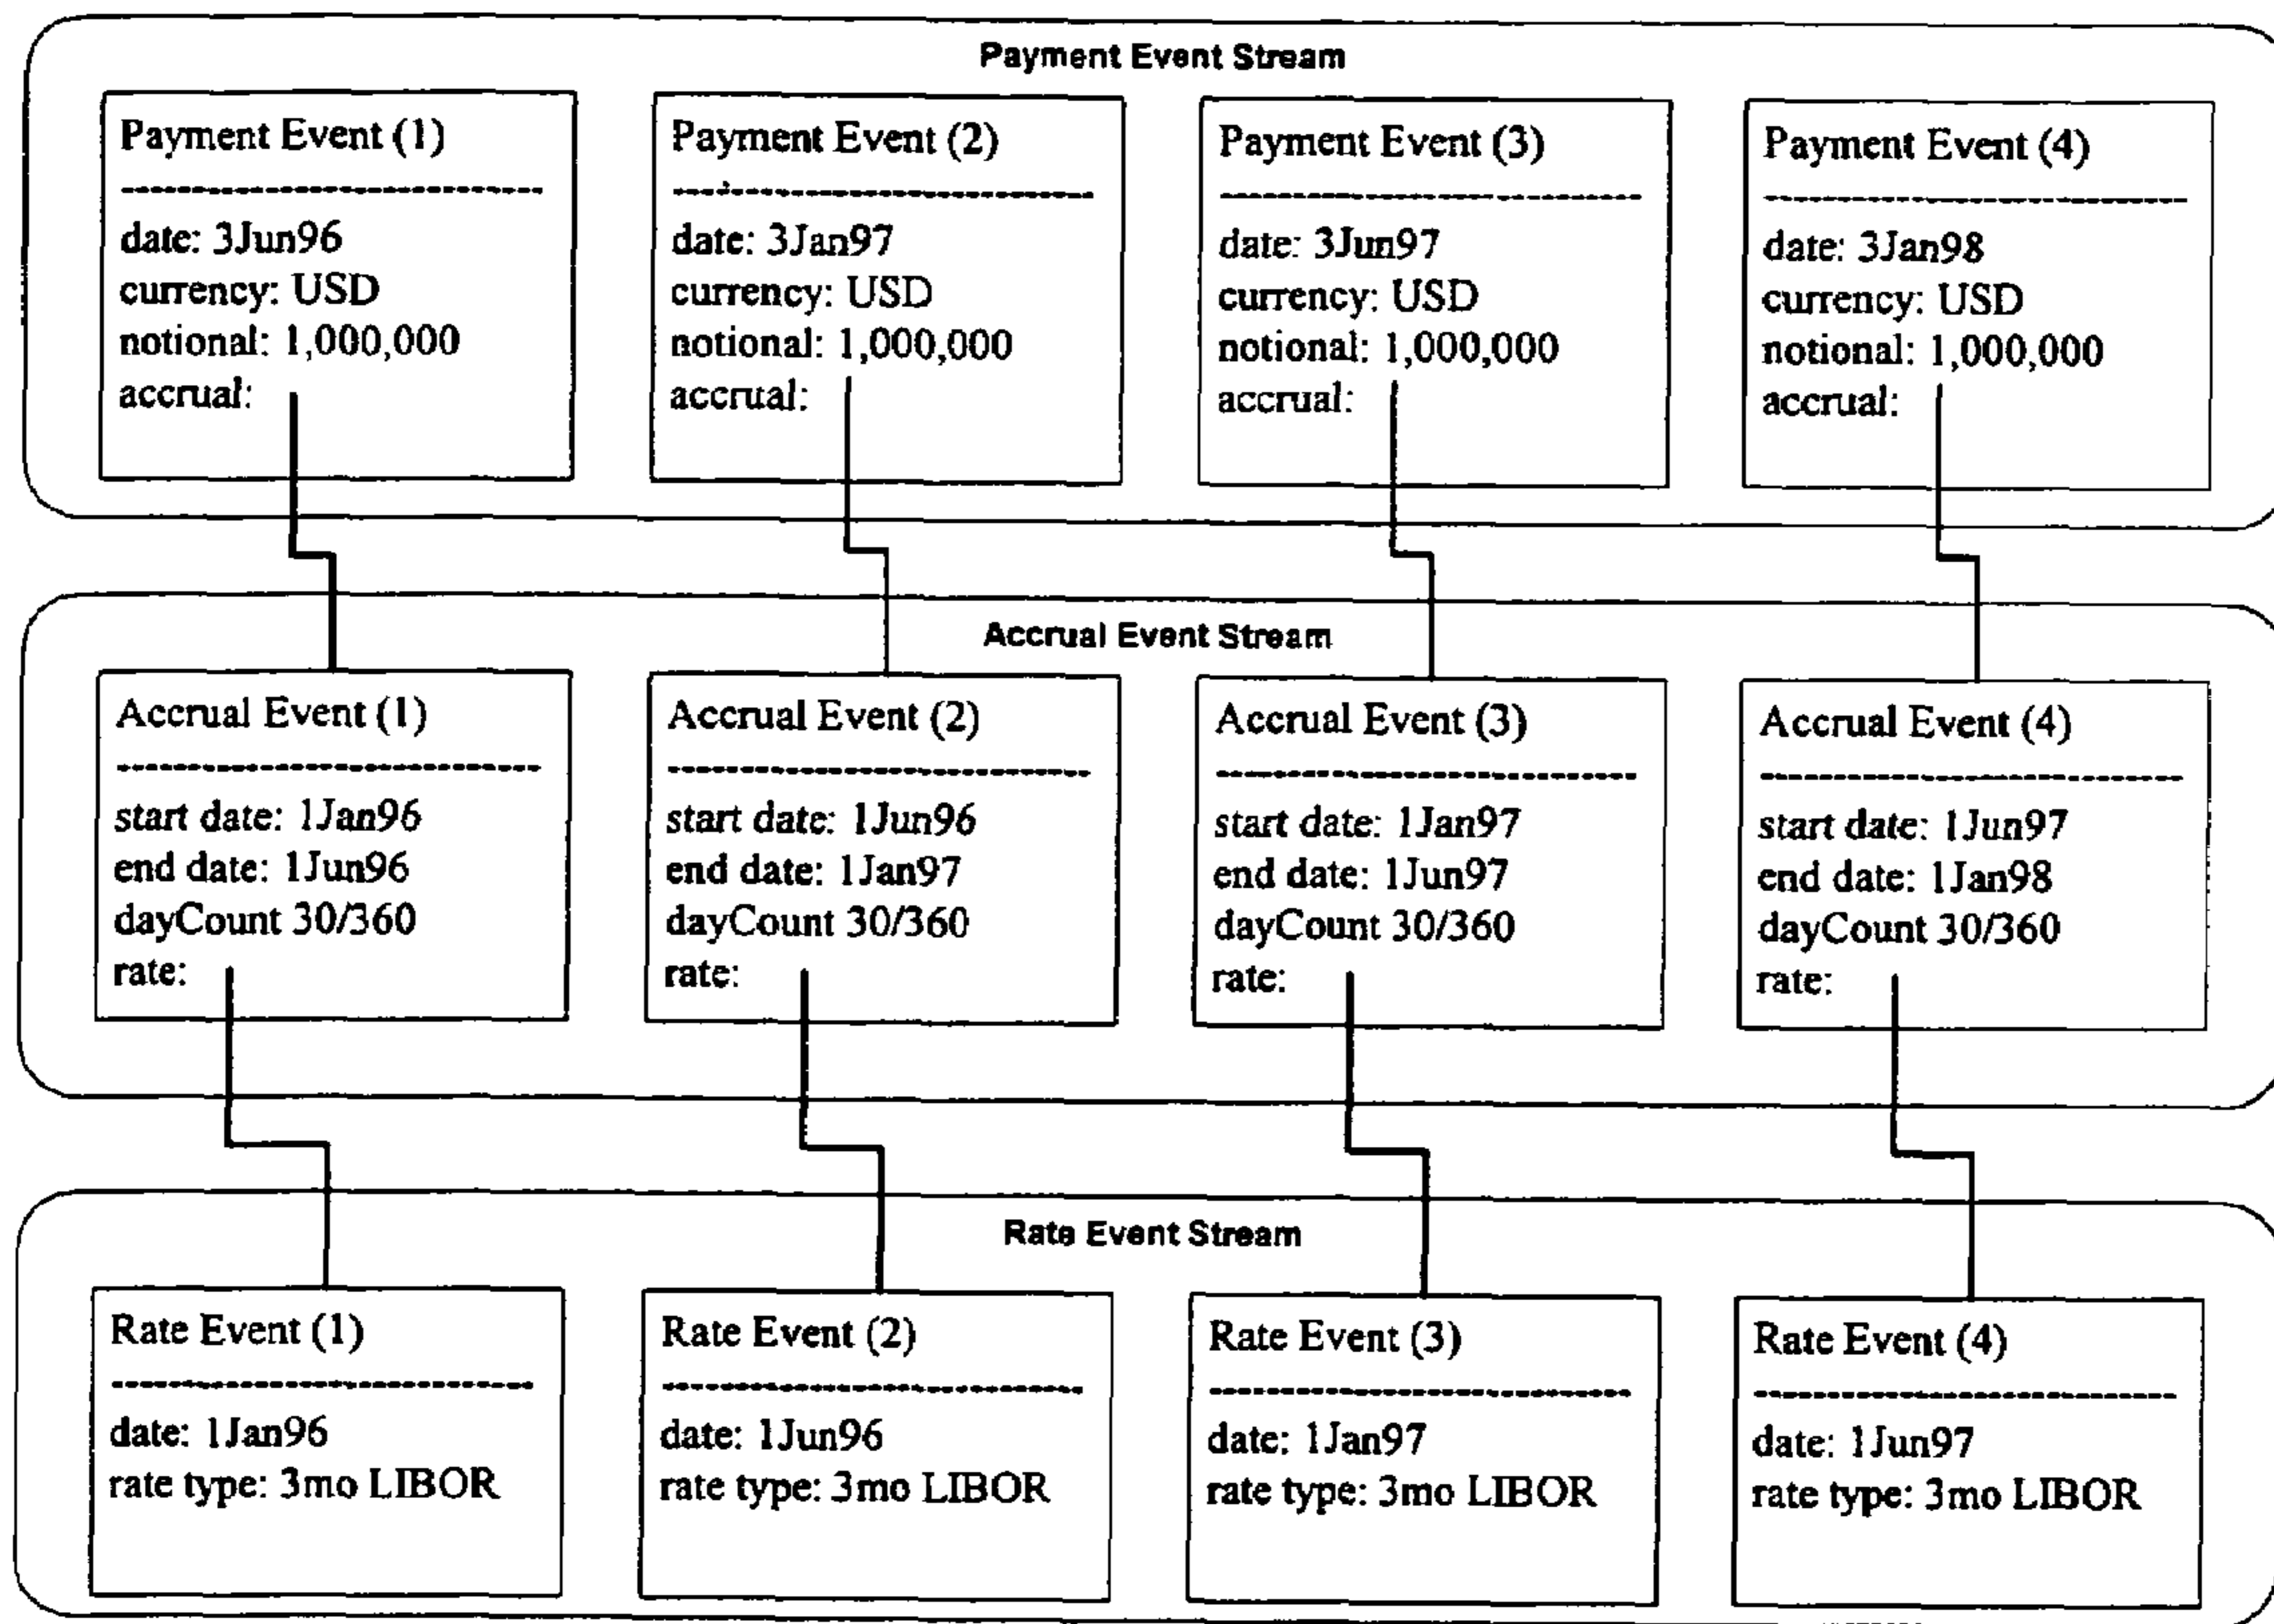 Payment Event Stream
Payment Event (1)
date: 3Jun96
currency: USD
notional: 1,000,000
accrual:
Payment Event (2)
date: 3Jan97
currency: USD
notional: 1,000,000
accrual:
Payment Event (3)
date: 3Jun97
currency: USD
notional: 1,000,000
accrual:
Payment Event (4)
date: 3Jan98
currency: USD
notional: 1,000,000
accrual:
Accrual Event Stream
Accrual Event (1)
start date: 1Jan96
end date: 1Jun96
dayCount 30/360
rate:
Accrual Event (2)
start date: 1Jun96
end date: 1Jan97
dayCount 30/360
rate:
Accrual Event (3)
start date: 1Jan97
end date: 1Jun97
dayCount 30/360
rate:
Accrual Event (4)
start date: 1Jun97
end date: 1Jan98
dayCount 30/360
rate:
Rate Event Stream
Rate Event (1)
date: 1Jan96
rate type: 3mo LIBOR
Rate Event (2)
date: 1Jun96
rate type: 3mo LIBOR
Rate Event (3)
date: 1Jan97
rate type: 3mo LIBOR
Rate Event (4)
date: 1Jun97
rate type: 3mo LIBOR